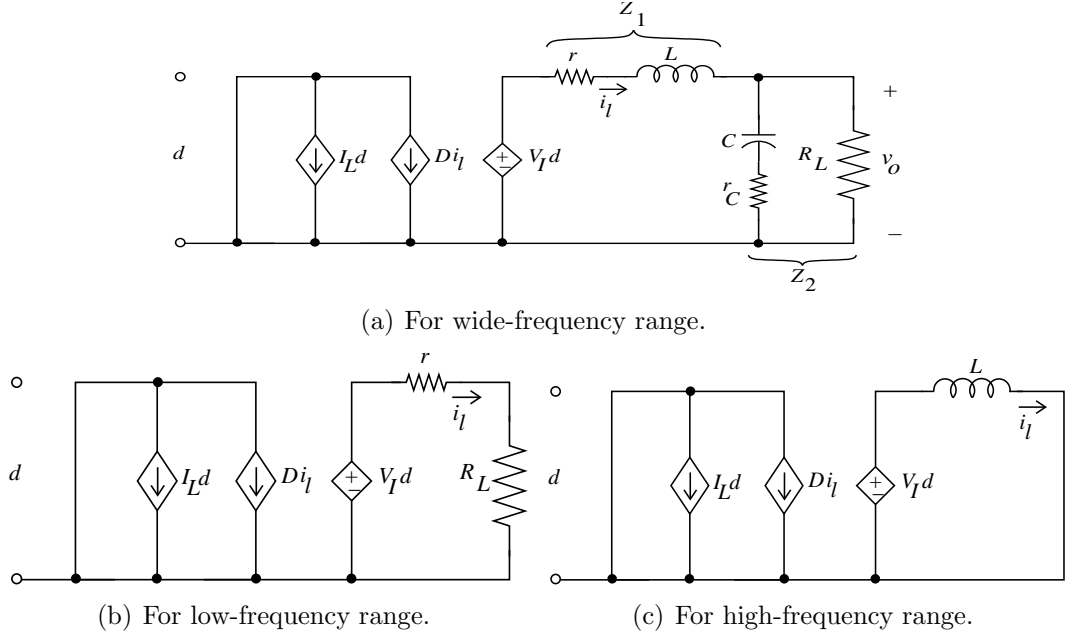 Z1
r
L
il
+
d
ILd
Dil
+
−
VId
C
rC
RL
vo
−
Z2
(a) For wide-frequency range.
r
il
d
ILd
Dil
+
−
VId
RL
(b) For low-frequency range.
L
il
d
ILd
Dil
+
−
VId
(c) For high-frequency range.